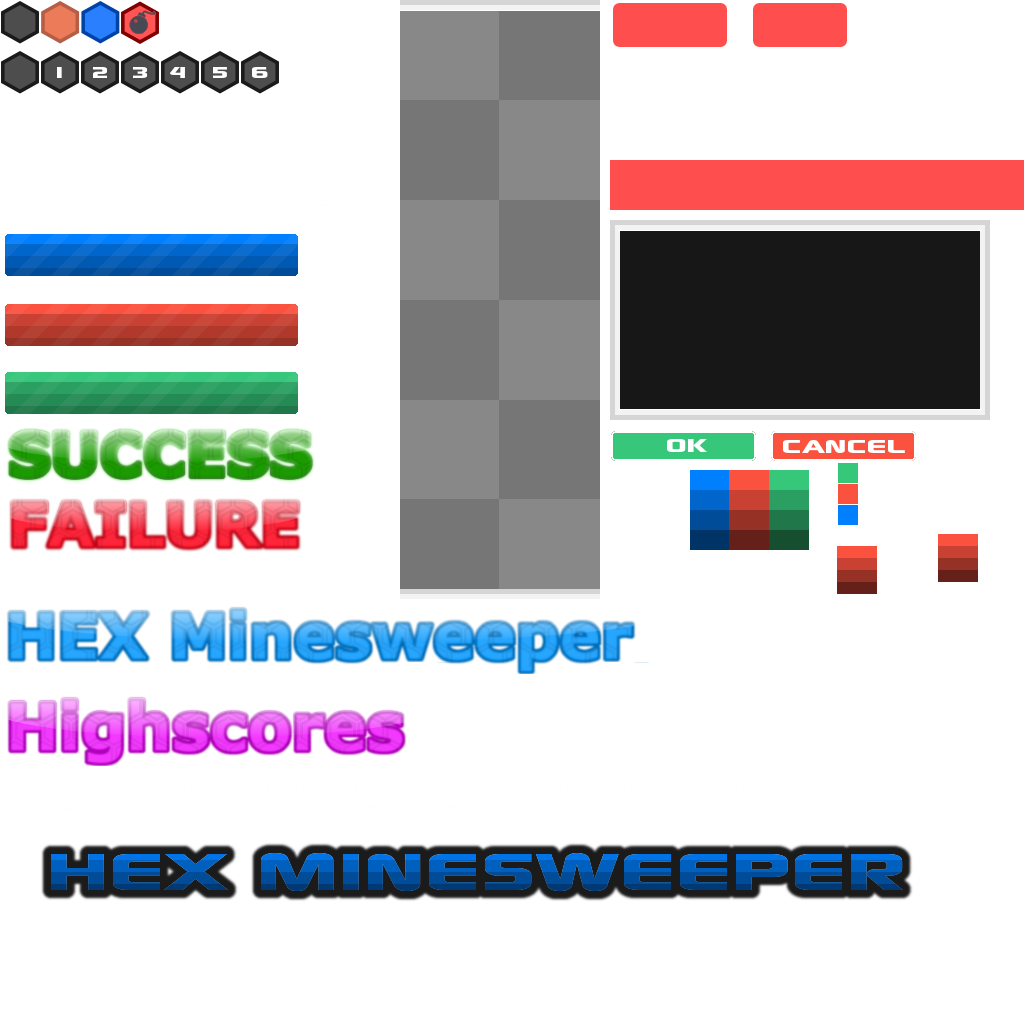 1 2 3 4 5 6
SUCCESS
OK CANCEL
FAILURE
HEX Minesweeper
Highscores
HEX MINESWEEPER